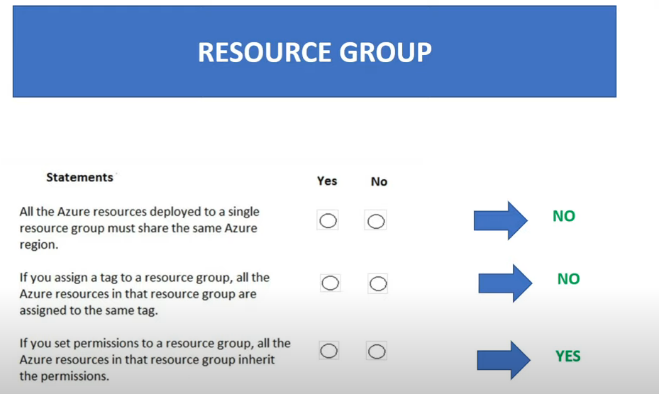 RESOURCE GROUP
Statements
Yes
No
All the Azure resources deployed to a single
resource group must share the same Azure
region.
NO
If you assign a tag to a resource group, all the
Azure resources in that resource group are
assigned to the same tag.
NO
If you set permissions to a resource group, all the
Azure resources in that resource group inherit
the permissions.
YES